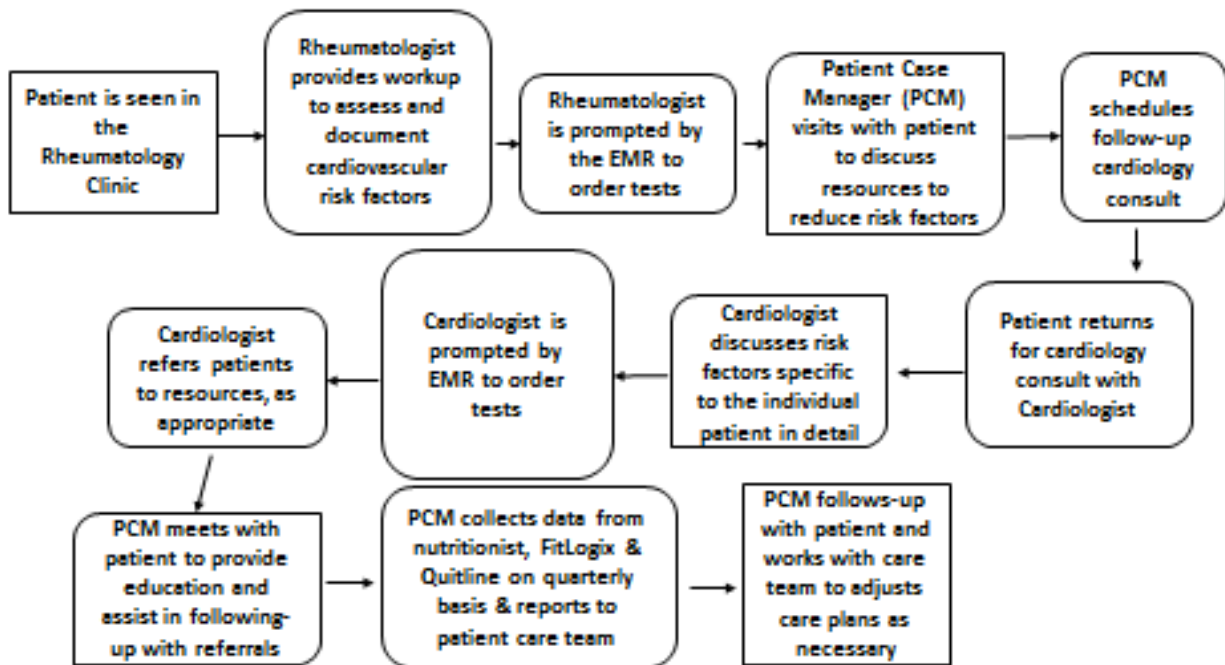 Patient is seen in
the
Rheumatology
Clinic
Rheumatologist
provides workup
to assess and
document
cardiovascular
risk factors
Rheumatologist
is prompted by
the EMR to
order tests
Patient Case
Manager (PCM)
visits with patient
to discuss
resources to
reduce risk factors
PCM
schedules
follow-up
cardiology
consult
Patient returns
for cardiology
consult with
Cardiologist
Cardiologist
discusses risk
factors specific
to the individual
patient in detail
Cardiologist is
prompted by
EMR to order
tests
Cardiologist
refers patients
to resources, as
appropriate
PCM meets with
patient to provide
education and
assist in following-
up with referrals
PCM collects data from
nutritionist, FitLogix &
Quitline on quarterly
basis & reports to
patient care team
PCM follows-up
with patient and
works with care
team to adjusts
care plans as
necessary